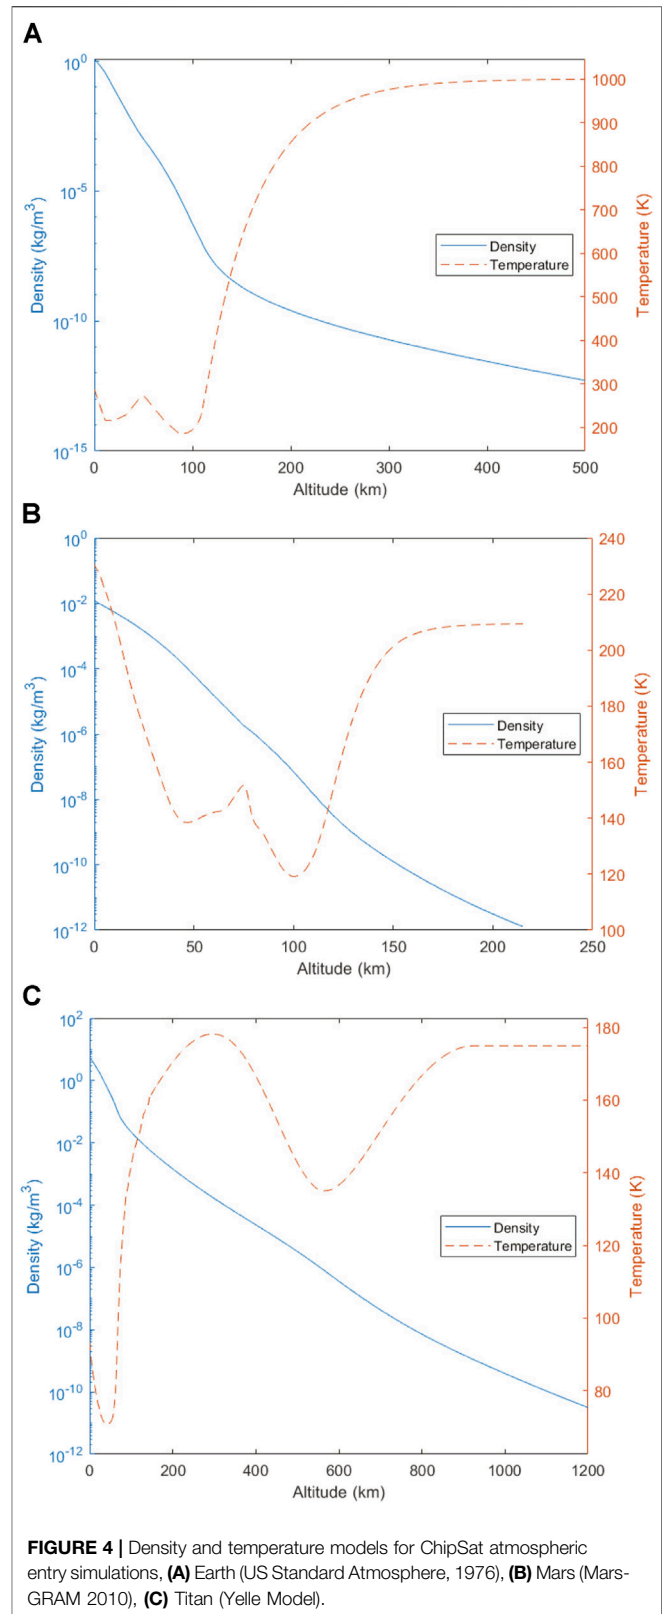 A
10^0
10^-5
10^-10
10^-15
Density (kg/m^3)
0 100 200 300 400 500
Altitude (km)
1000
900
800
700
600
500
400
300
200
Temperature (K)
Density
Temperature
B
10^0
10^-2
10^-4
10^-6
10^-8
10^-10
10^-12
Density (kg/m^3)
0 50 100 150 200 250
Altitude (km)
240
220
200
180
160
140
120
100
Temperature (K)
Density
Temperature
C
10^2
10^0
10^-2
10^-4
10^-6
10^-8
10^-10
10^-12
Density (kg/m^3)
0 200 400 600 800 1000 1200
Altitude (km)
180
160
140
120
100
80
Temperature (K)
Density
Temperature
FIGURE 4 | Density and temperature models for ChipSat atmospheric
entry simulations, (A) Earth (US Standard Atmosphere, 1976), (B) Mars (Mars-
GRAM 2010), (C) Titan (Yelle Model).